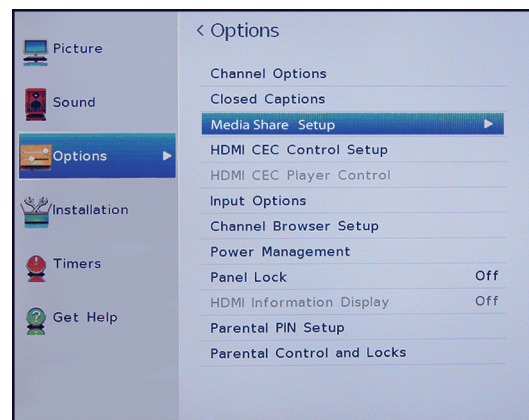 Picture
Sound
Options
Installation
Timers
Get Help
< Options
Channel Options
Closed Captions
Media Share Setup
HDMI CEC Control Setup
HDMI CEC Player Control
Input Options
Channel Browser Setup
Power Management
Panel Lock Off
HDMI Information Display Off
Parental PIN Setup
Parental Control and Locks